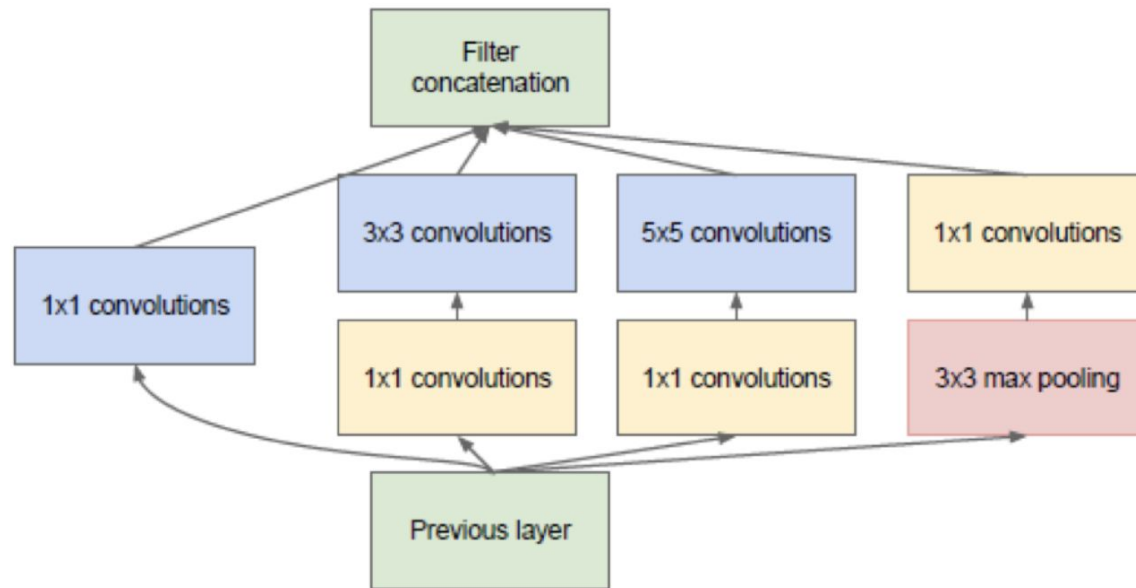 Filter
concatenation
3x3 convolutions
5x5 convolutions
1x1 convolutions
1x1 convolutions
1x1 convolutions
1x1 convolutions
3x3 max pooling
Previous layer